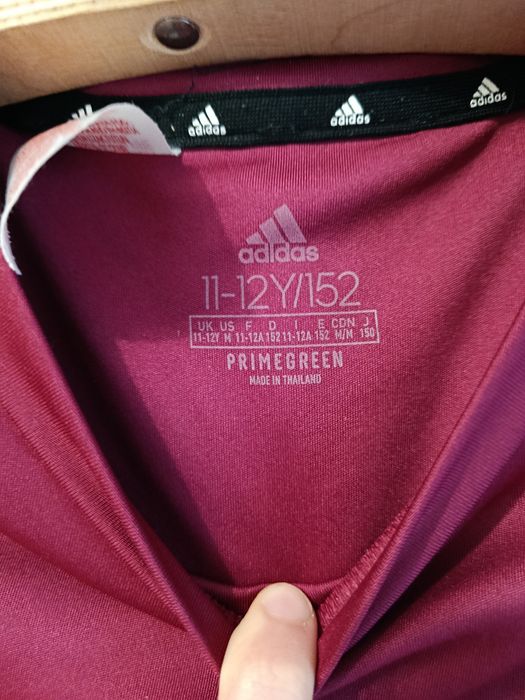 adidas
adidas
adidas
adidas
11-12Y/152
UK US F D I E CDN J
11-12Y M 11-12A 152 11-12A 152 M/M 150
PRIMEGREEN
MADE IN THAILAND